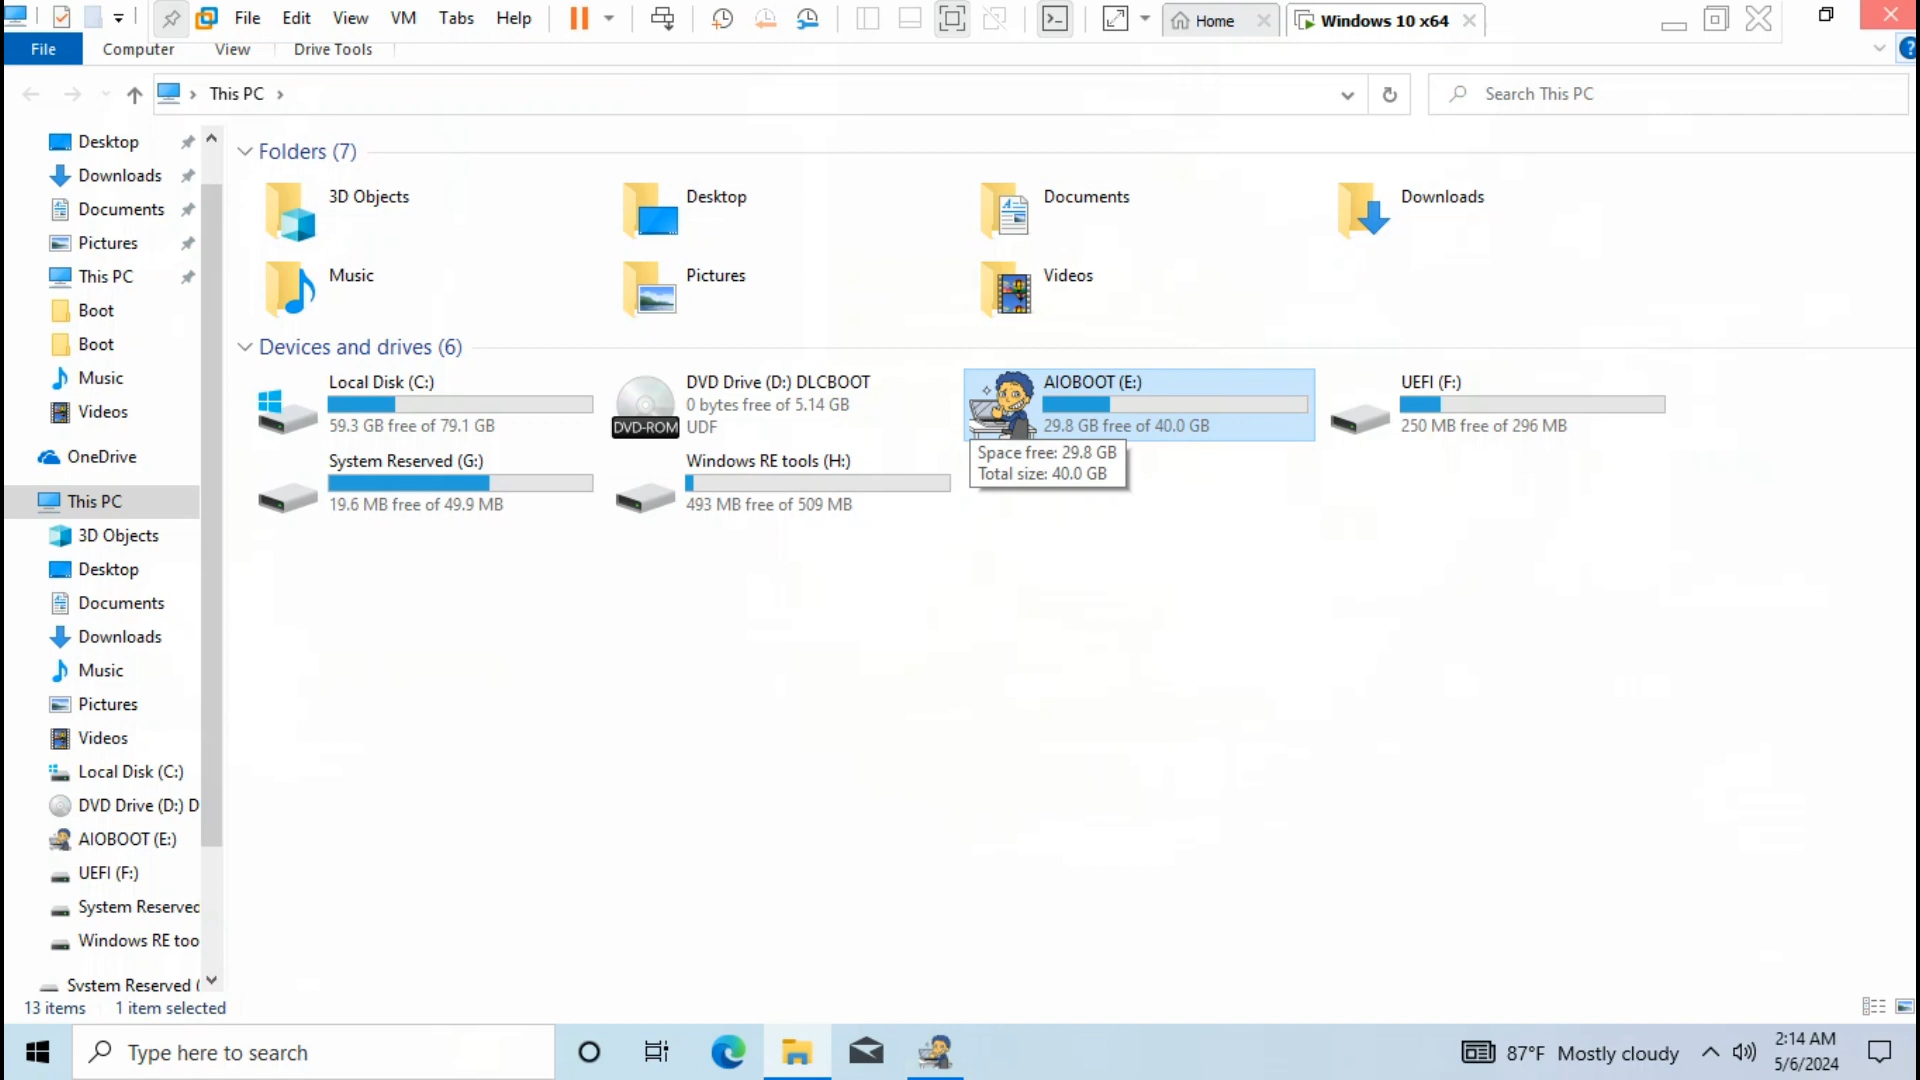 File Edit View VM Tabs Help
Home
Windows 10 x64
File Computer View Drive Tools
This PC
Search This PC
Desktop
Downloads
Documents
Pictures
This PC
Boot
Boot
Music
Videos
OneDrive
This PC
3D Objects
Desktop
Documents
Downloads
Music
Pictures
Videos
Local Disk (C:)
DVD Drive (D:) D
AIOBOOT (E:)
UEFI (F:)
System Reserved
Windows RE too
System Reserved (
Folders (7)
3D Objects
Desktop
Documents
Downloads
Music
Pictures
Videos
Devices and drives (6)
Local Disk (C:)
59.3 GB free of 79.1 GB
DVD Drive (D:) DLCBOOT
0 bytes free of 5.14 GB
UDF
DVD-ROM
AIOBOOT (E:)
29.8 GB free of 40.0 GB
UEFI (F:)
250 MB free of 296 MB
System Reserved (G:)
19.6 MB free of 49.9 MB
Windows RE tools (H:)
493 MB free of 509 MB
Space free: 29.8 GB
Total size: 40.0 GB
13 items 1 item selected
Type here to search
87°F Mostly cloudy
2:14 AM
5/6/2024